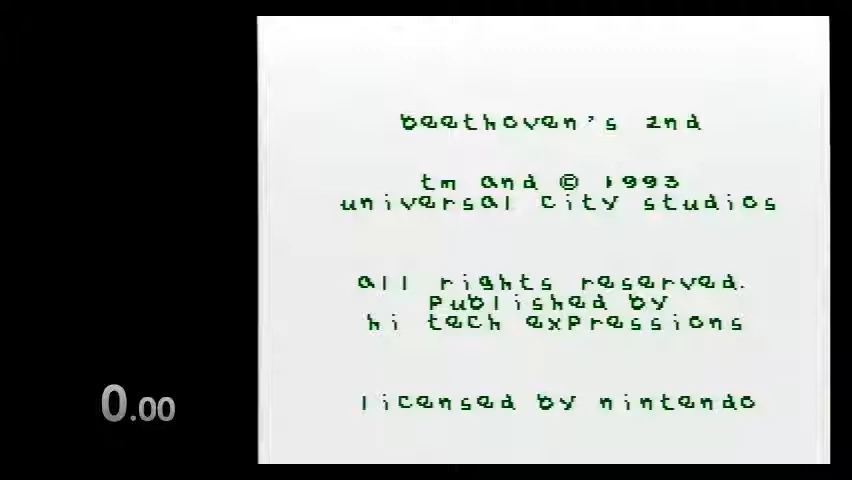 beethoven's 2nd
tm and © 1993
universal city studios
all rights reserved.
Published by
hi tech exPressions
licensed by nintendo
0.00